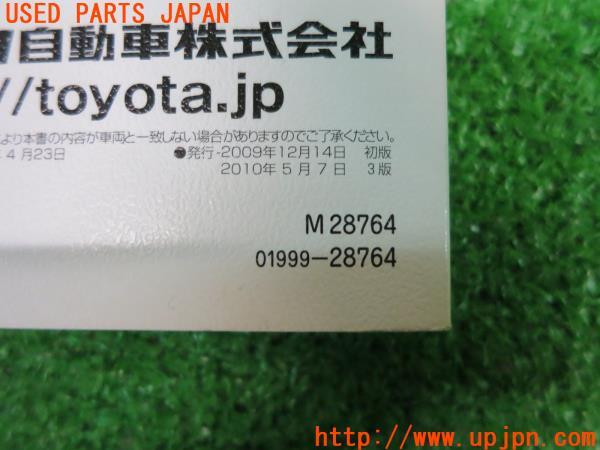 USED PARTS JAPAN
自動車株式会社
//toyota.jp
より本書の内容が車両と一致しない場合がありますのでご了承ください。
4月23日 ●発行-2009年12月14日 初版
2010年5月7日 3版
M28764
01999-28764
http://www.upjpn.com/